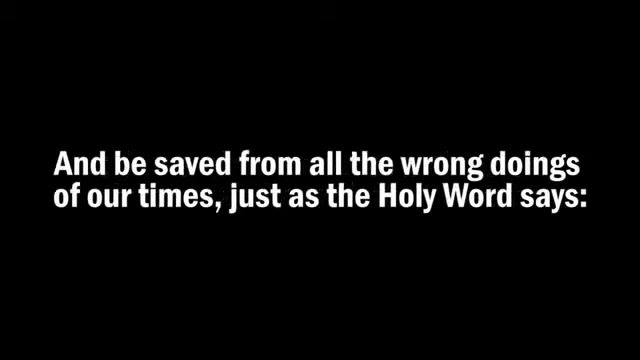 And be saved from all the wrong doings
of our times, just as the Holy Word says: